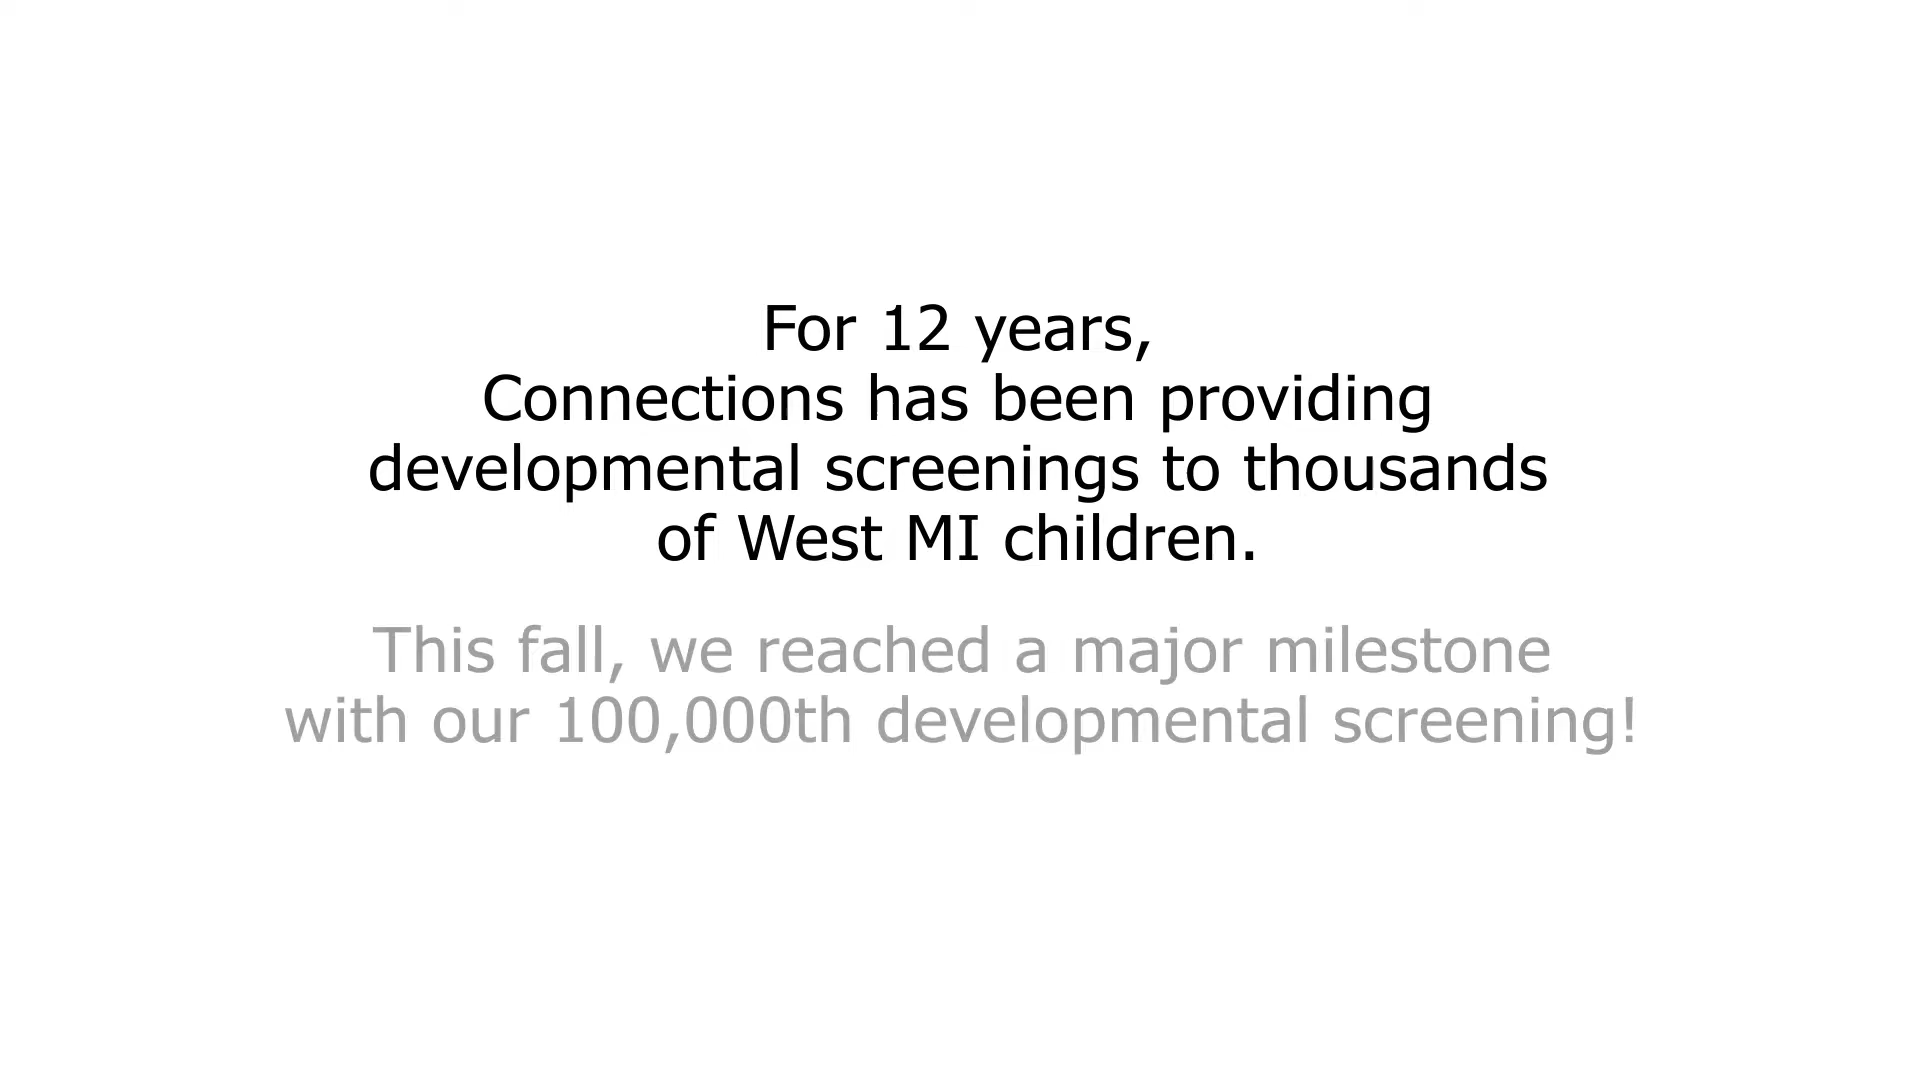 For 12 years,
Connections has been providing
developmental screenings to thousands
of West MI children.
This fall, we reached a major milestone
with our 100,000th developmental screening!